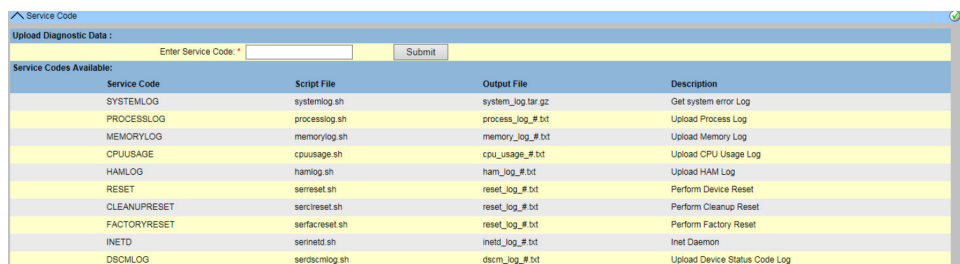 Service Code
Upload Diagnostic Data :
Enter Service Code: * Submit
Service Codes Available:
Service Code Script File Output File Description
SYSTEMLOG systemlog.sh system_log.tar.gz Get system error Log
PROCESSLOG processlog.sh process_log_#.txt Upload Process Log
MEMORYLOG memorylog.sh memory_log_#.txt Upload Memory Log
CPUUSAGE cpuusage.sh cpu_usage_#.txt Upload CPU Usage Log
HAMLOG hamlog.sh ham_log_#.txt Upload HAM Log
RESET serreset.sh reset_log_#.txt Perform Device Reset
CLEANUPRESET serclreset.sh reset_log_#.txt Perform Cleanup Reset
FACTORYRESET serfacreset.sh reset_log_#.txt Perform Factory Reset
INETD serinetd.sh inetd_log_#.txt Inet Daemon
DSCMLOG serdscmlog.sh dscm_log_#.txt Upload Device Status Code Log